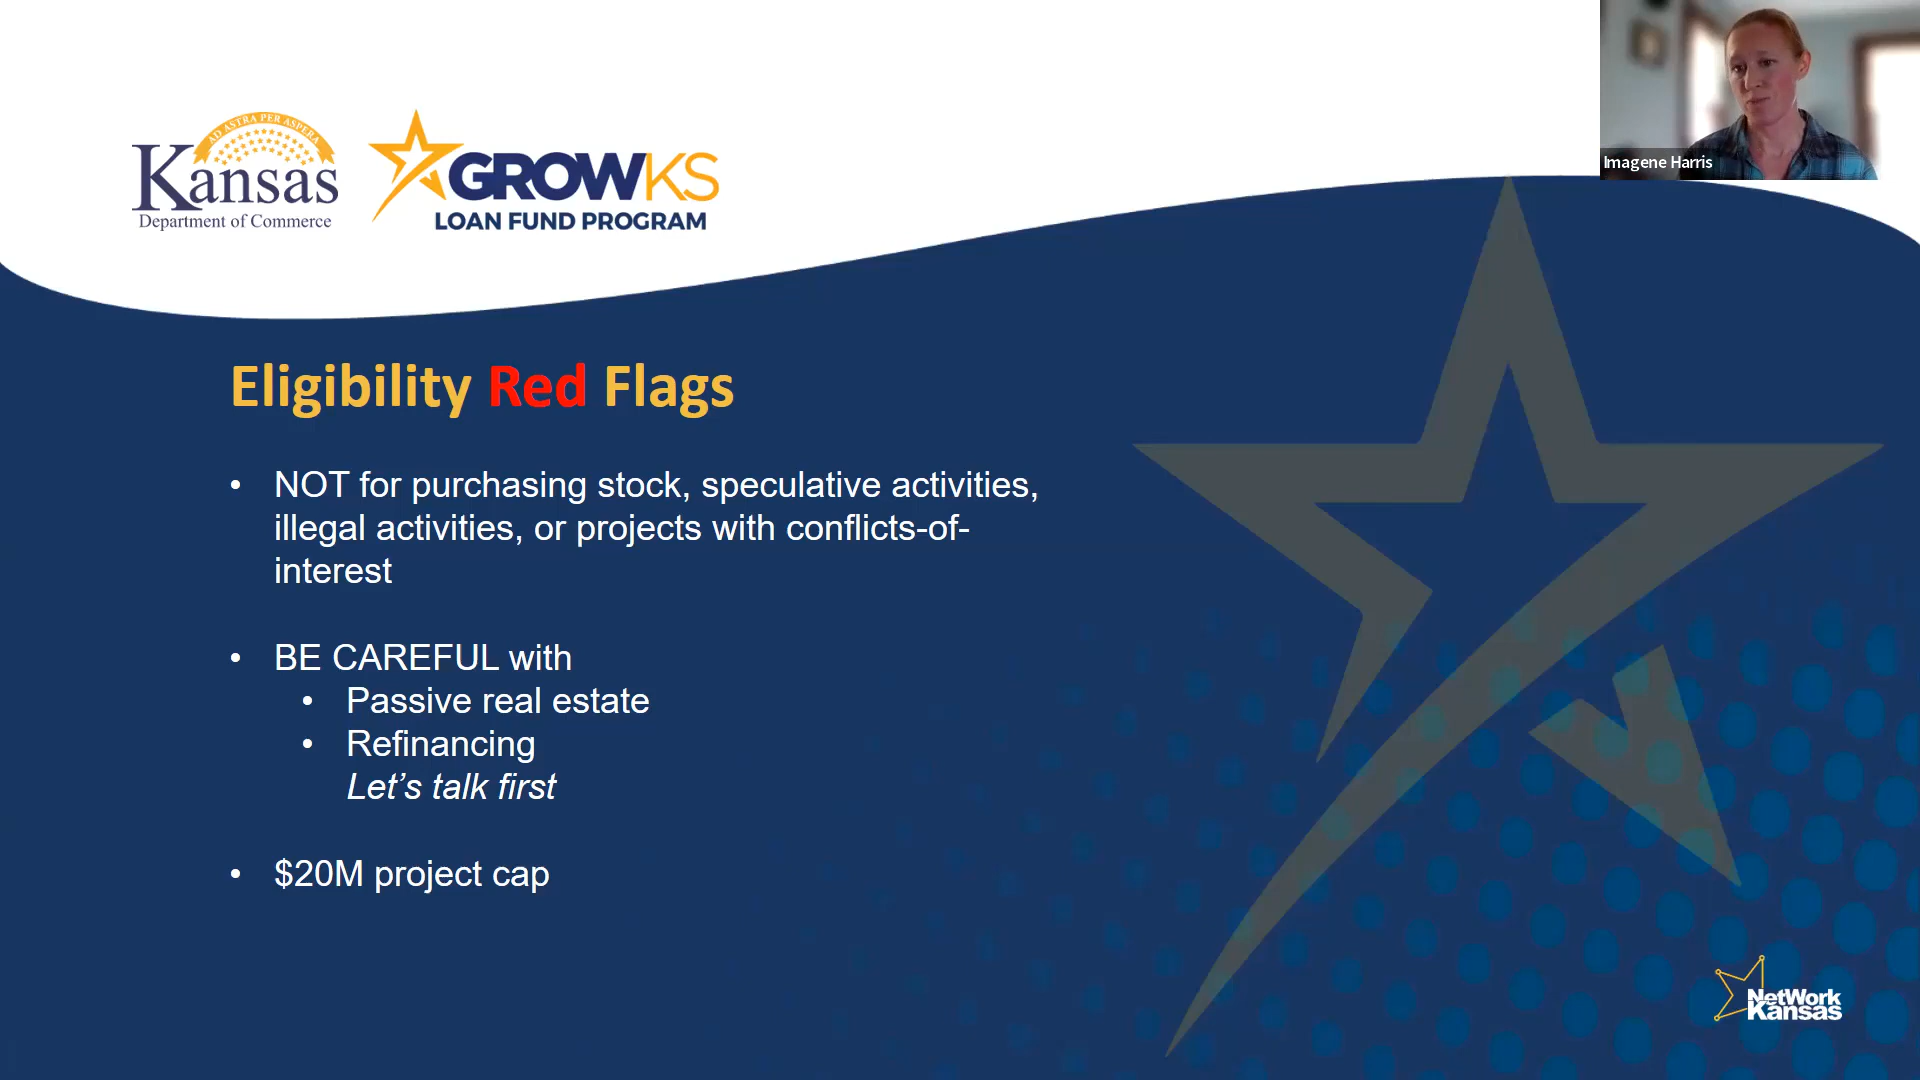 Imagene Harris
AD ASTRA PER ASPERA
Kansas
Department of Commerce
GROWKS
LOAN FUND PROGRAM
Eligibility Red Flags
• NOT for purchasing stock, speculative activities,
illegal activities, or projects with conflicts-of-
interest
• BE CAREFUL with
• Passive real estate
• Refinancing
Let’s talk first
• $20M project cap
NetWork
Kansas